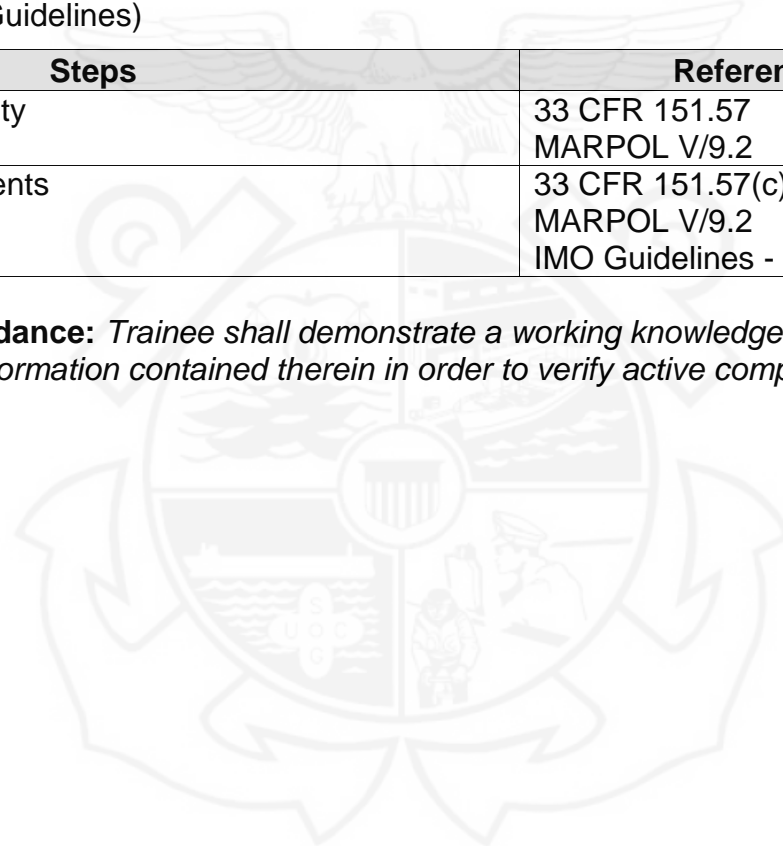 Guidelines)
Steps Referen
ty 33 CFR 151.57
MARPOL V/9.2
ents 33 CFR 151.57(c)
MARPOL V/9.2
IMO Guidelines -
dance: Trainee shall demonstrate a working knowledge
ormation contained therein in order to verify active comp
S
U O C
G